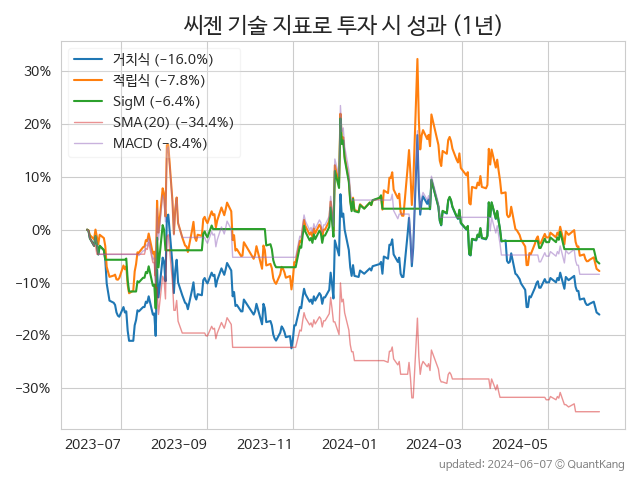 씨젠 기술 지표로 투자 시 성과 (1년)
거치식 (−16.0%)
적립식 (−7.8%)
SigM (−6.4%)
SMA(20) (−34.4%)
MACD (−8.4%)
30%
20%
10%
0%
−10%
−20%
−30%
2023-07 2023-09 2023-11 2024-01 2024-03 2024-05
updated: 2024-06-07 © QuantKang